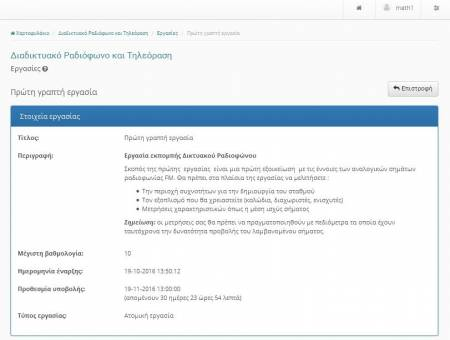 math1
Χαρτοφυλάκιο / Διαδικτυακό Ραδιόφωνο και Τηλεόραση / Εργασίες / Πρώτη γραπτή εργασία
Διαδικτυακό Ραδιόφωνο και Τηλεόραση
Εργασίες
Πρώτη γραπτή εργασία
Επιστροφή
Στοιχεία εργασίας
Τίτλος: Πρώτη γραπτή εργασία
Περιγραφή: Εργασία εκπομπής Δικτυακού Ραδιοφώνου
Σκοπός της πρώτης εργασίας είναι μια πρώτη εξοικείωση με τις έννοιες των αναλογικών σημάτων
ραδιοφωνίας FM. Θα πρέπει στα πλαίσια της εργασίας να μελετήσετε :
• Την περιοχή συχνοτήτων για την δημιουργία του σταθμού
• Τον εξοπλισμό που θα χρειαστείτε (καλώδια, διαχωριστές, ενισχυτές)
• Μετρήσεις χαρακτηριστικών όπως η μέση ισχύς σήματος
Σημείωση: οι μετρήσεις σας θα πρέπει να πραγματοποιηθούν με πεδιόμετρα τα οποία έχουν
ταυτόχρονα την δυνατότητα προβολής του λαμβανομένου σήματος.
Μέγιστη βαθμολογία: 10
Ημερομηνία έναρξης: 19-10-2016 13:50:12
Προθεσμία υποβολής: 19-11-2016 13:00:00
(απομένουν 30 ημέρες 23 ώρες 54 λεπτά)
Τύπος εργασίας: Ατομική εργασία